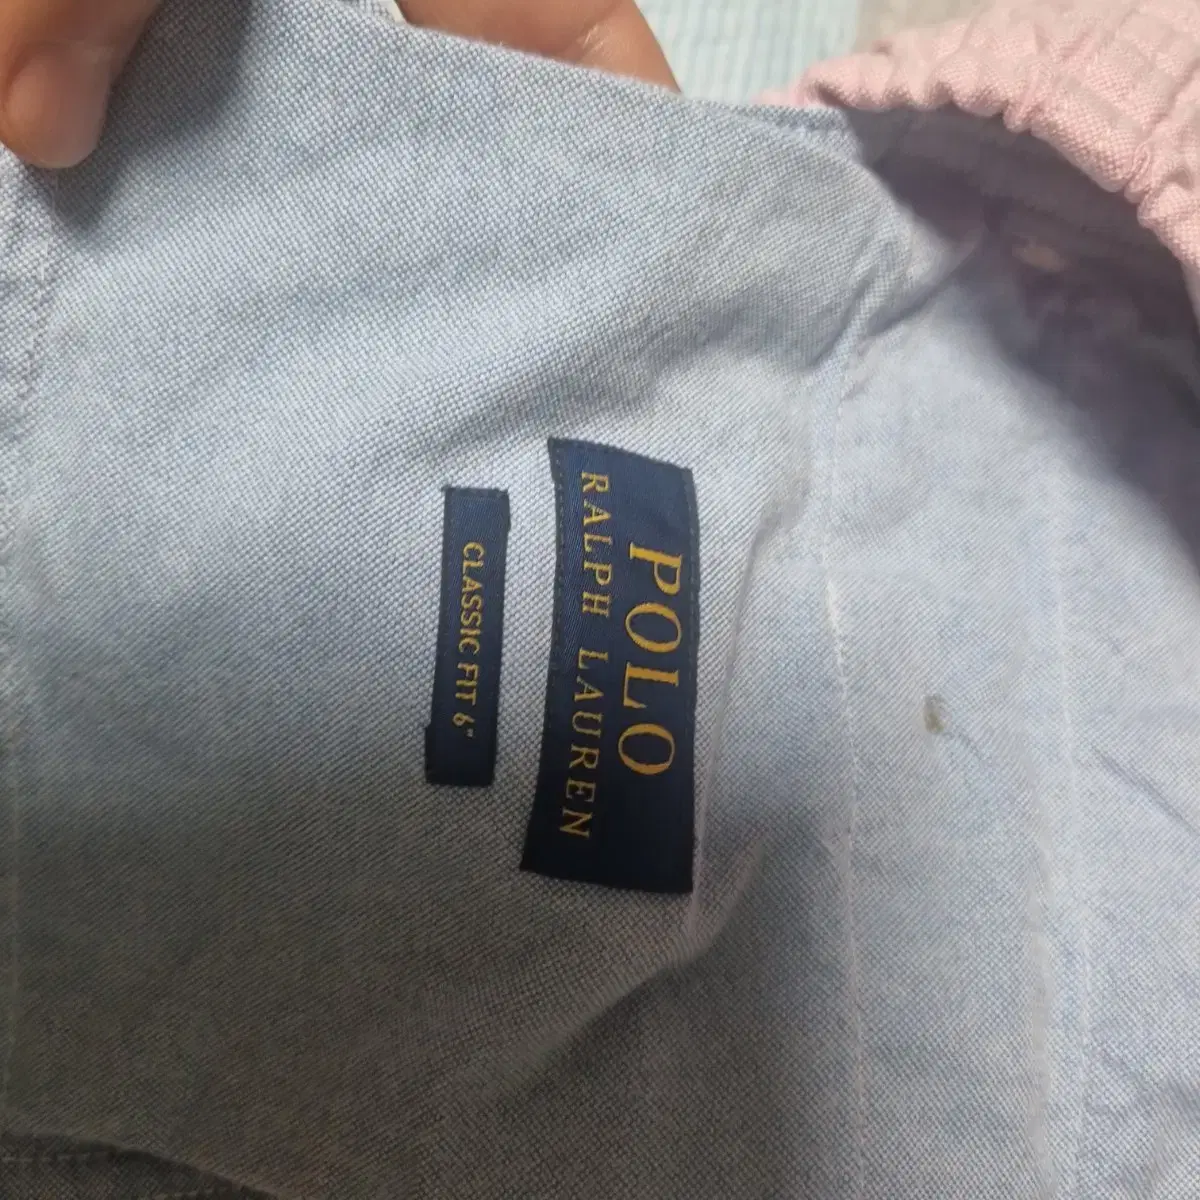 POLO
RALPH LAUREN
CLASSIC FIT 6"